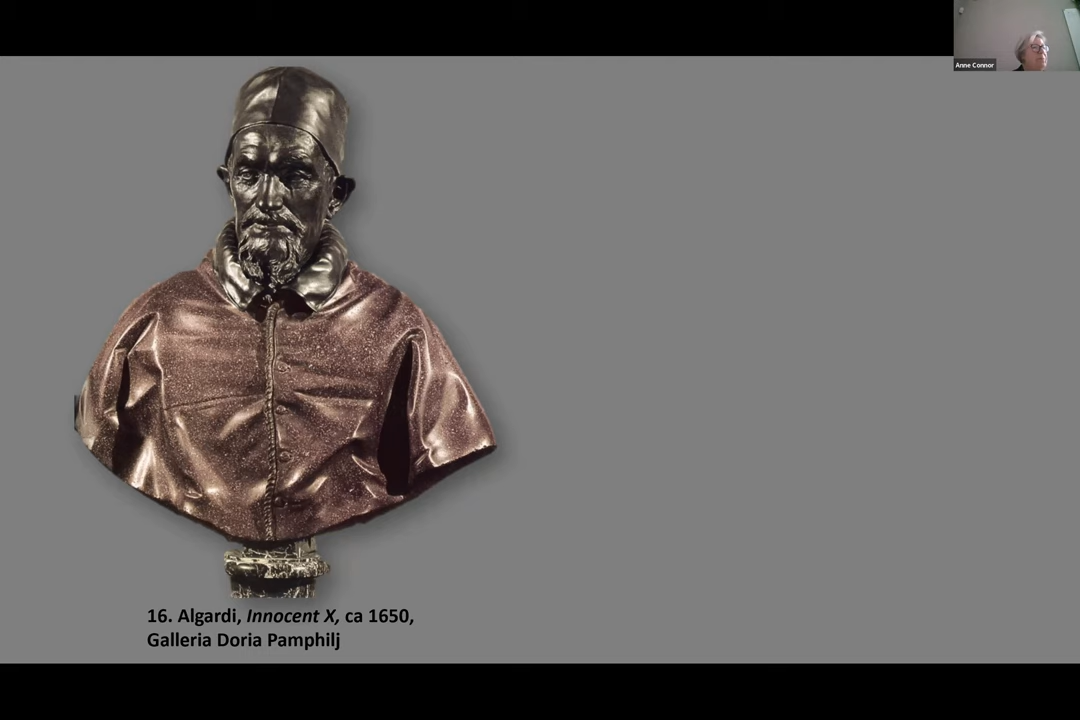 Anne Connor
16. Algardi, Innocent X, ca 1650,
Galleria Doria Pamphilj